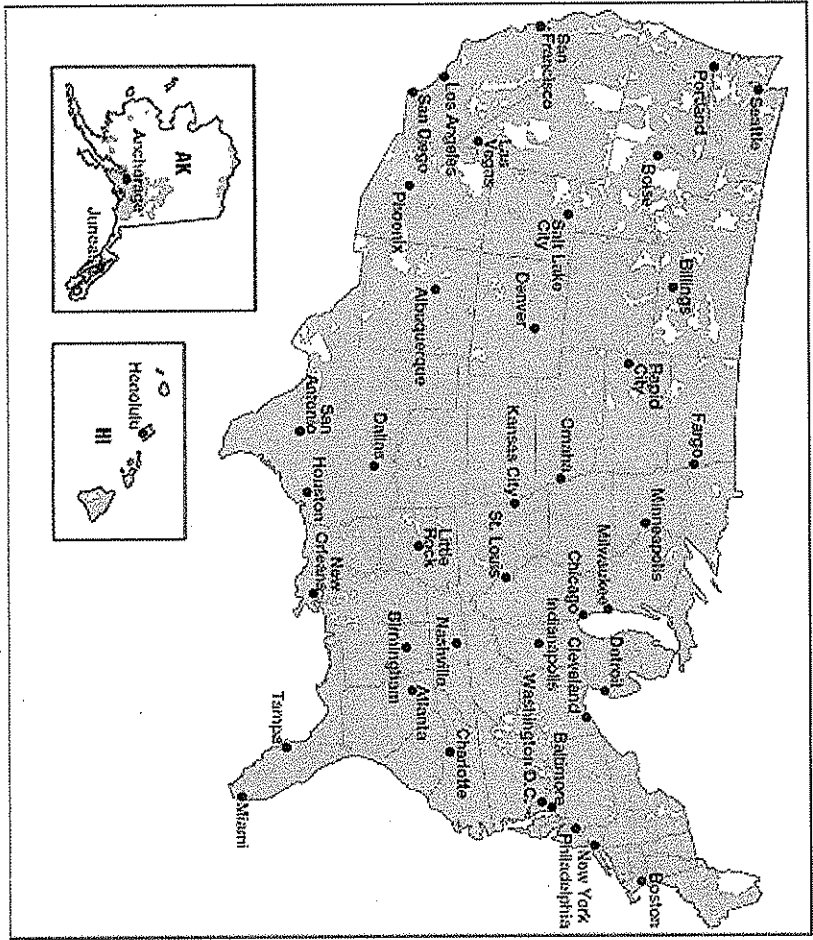 Seattle
Portland
Boise
Billings
Fargo
Minneapolis
Rapid
City
Milwaukee
Detroit
Boston
San
Francisco
Salt Lake
City
Denver
Omaha
Chicago
Cleveland
New York
Philadelphia
Baltimore
Washington D.C.
Indianapolis
Kansas City
St. Louis
Las
Vegas
Los Angeles
San Diego
Phoenix
Albuquerque
Little
Rock
Nashville
Charlotte
Atlanta
Birmingham
Dallas
San
Antonio
Houston
New
Orleans
Tampa
Miami
AK
Anchorage
Juneau
Honolulu
HI